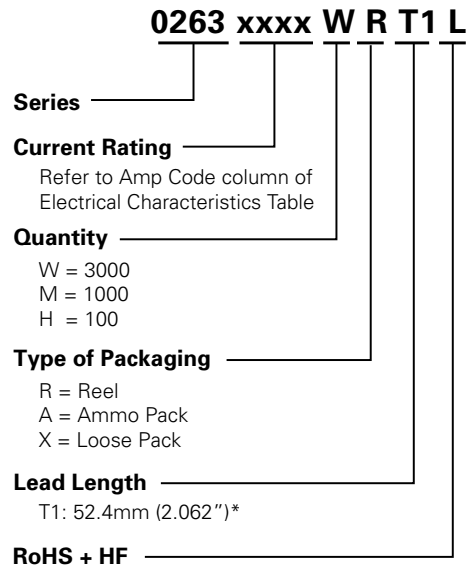 0263 xxxx W R T1 L
Series
Current Rating
Refer to Amp Code column of
Electrical Characteristics Table
Quantity
W = 3000
M = 1000
H = 100
Type of Packaging
R = Reel
A = Ammo Pack
X = Loose Pack
Lead Length
T1: 52.4mm (2.062″)*
RoHS + HF